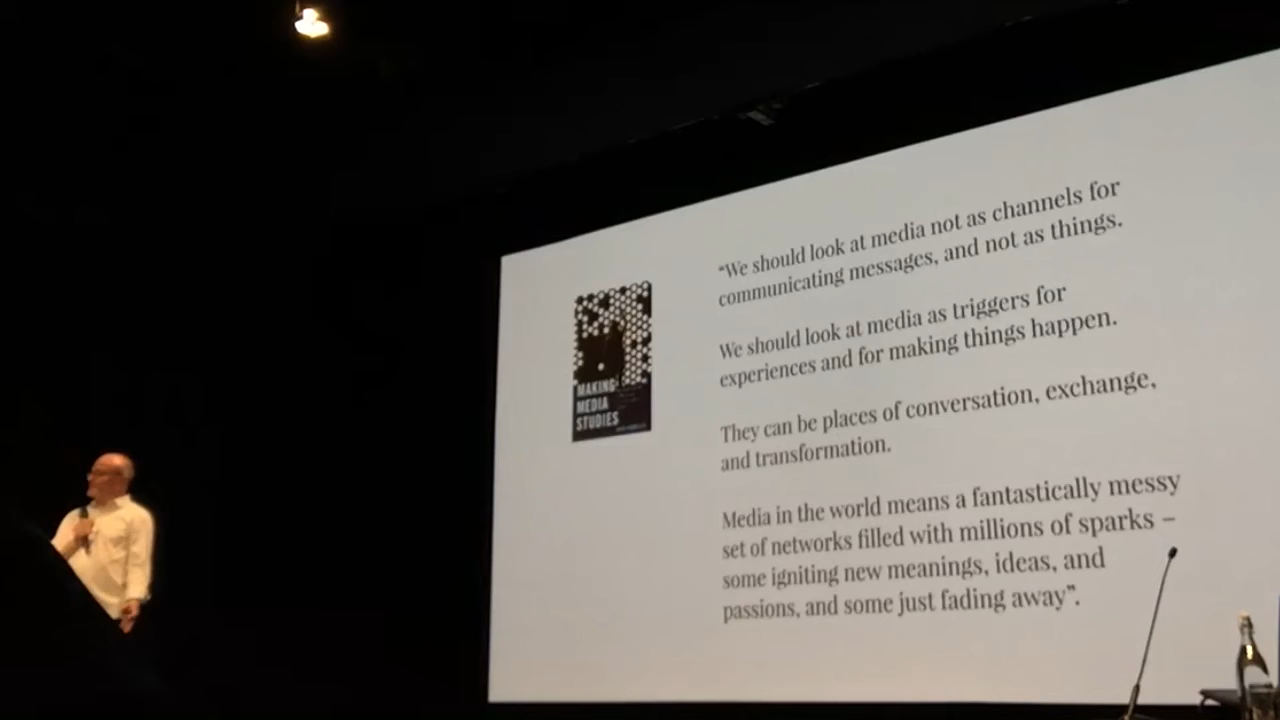 “We should look at media not as channels for
communicating messages, and not as things.
We should look at media as triggers for
experiences and for making things happen.
They can be places of conversation, exchange,
and transformation.
Media in the world means a fantastically messy
set of networks filled with millions of sparks –
some igniting new meanings, ideas, and
passions, and some just fading away”.
MAKING
MEDIA
STUDIES